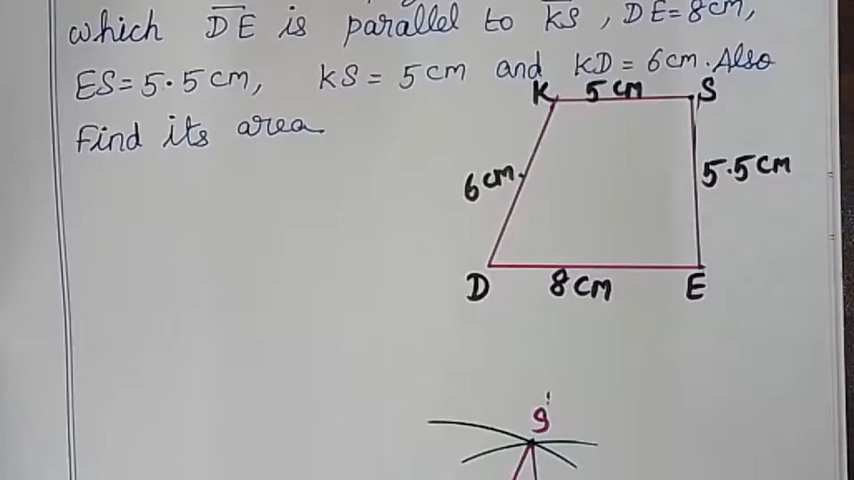 which DE is parallel to KS, DE=8cm,
ES=5.5cm, KS=5cm and KD=6cm. Also
Find its area
K 5cm S
6cm. 5.5cm
D 8cm E